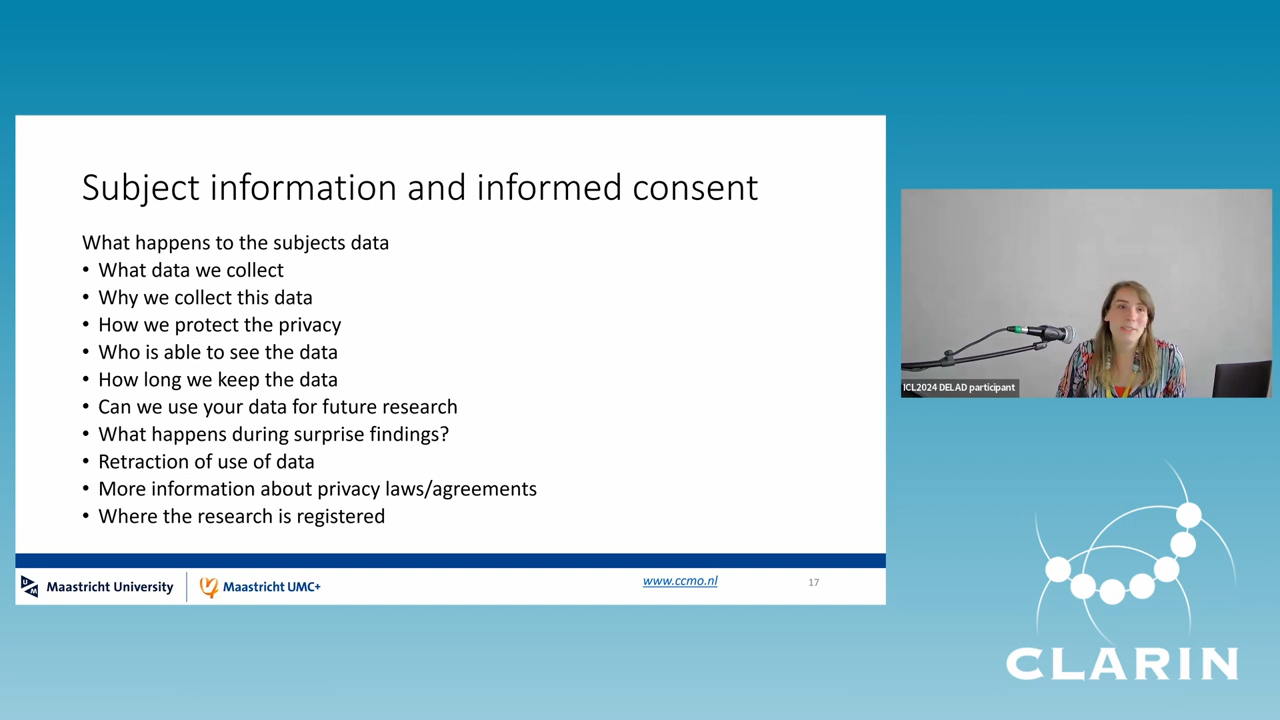 Subject information and informed consent
What happens to the subjects data
• What data we collect
• Why we collect this data
• How we protect the privacy
• Who is able to see the data
• How long we keep the data
• Can we use your data for future research
• What happens during surprise findings?
• Retraction of use of data
• More information about privacy laws/agreements
• Where the research is registered
UM Maastricht University
Maastricht UMC+
www.ccmo.nl
17
ICL2024 DELAD participant
CLARIN